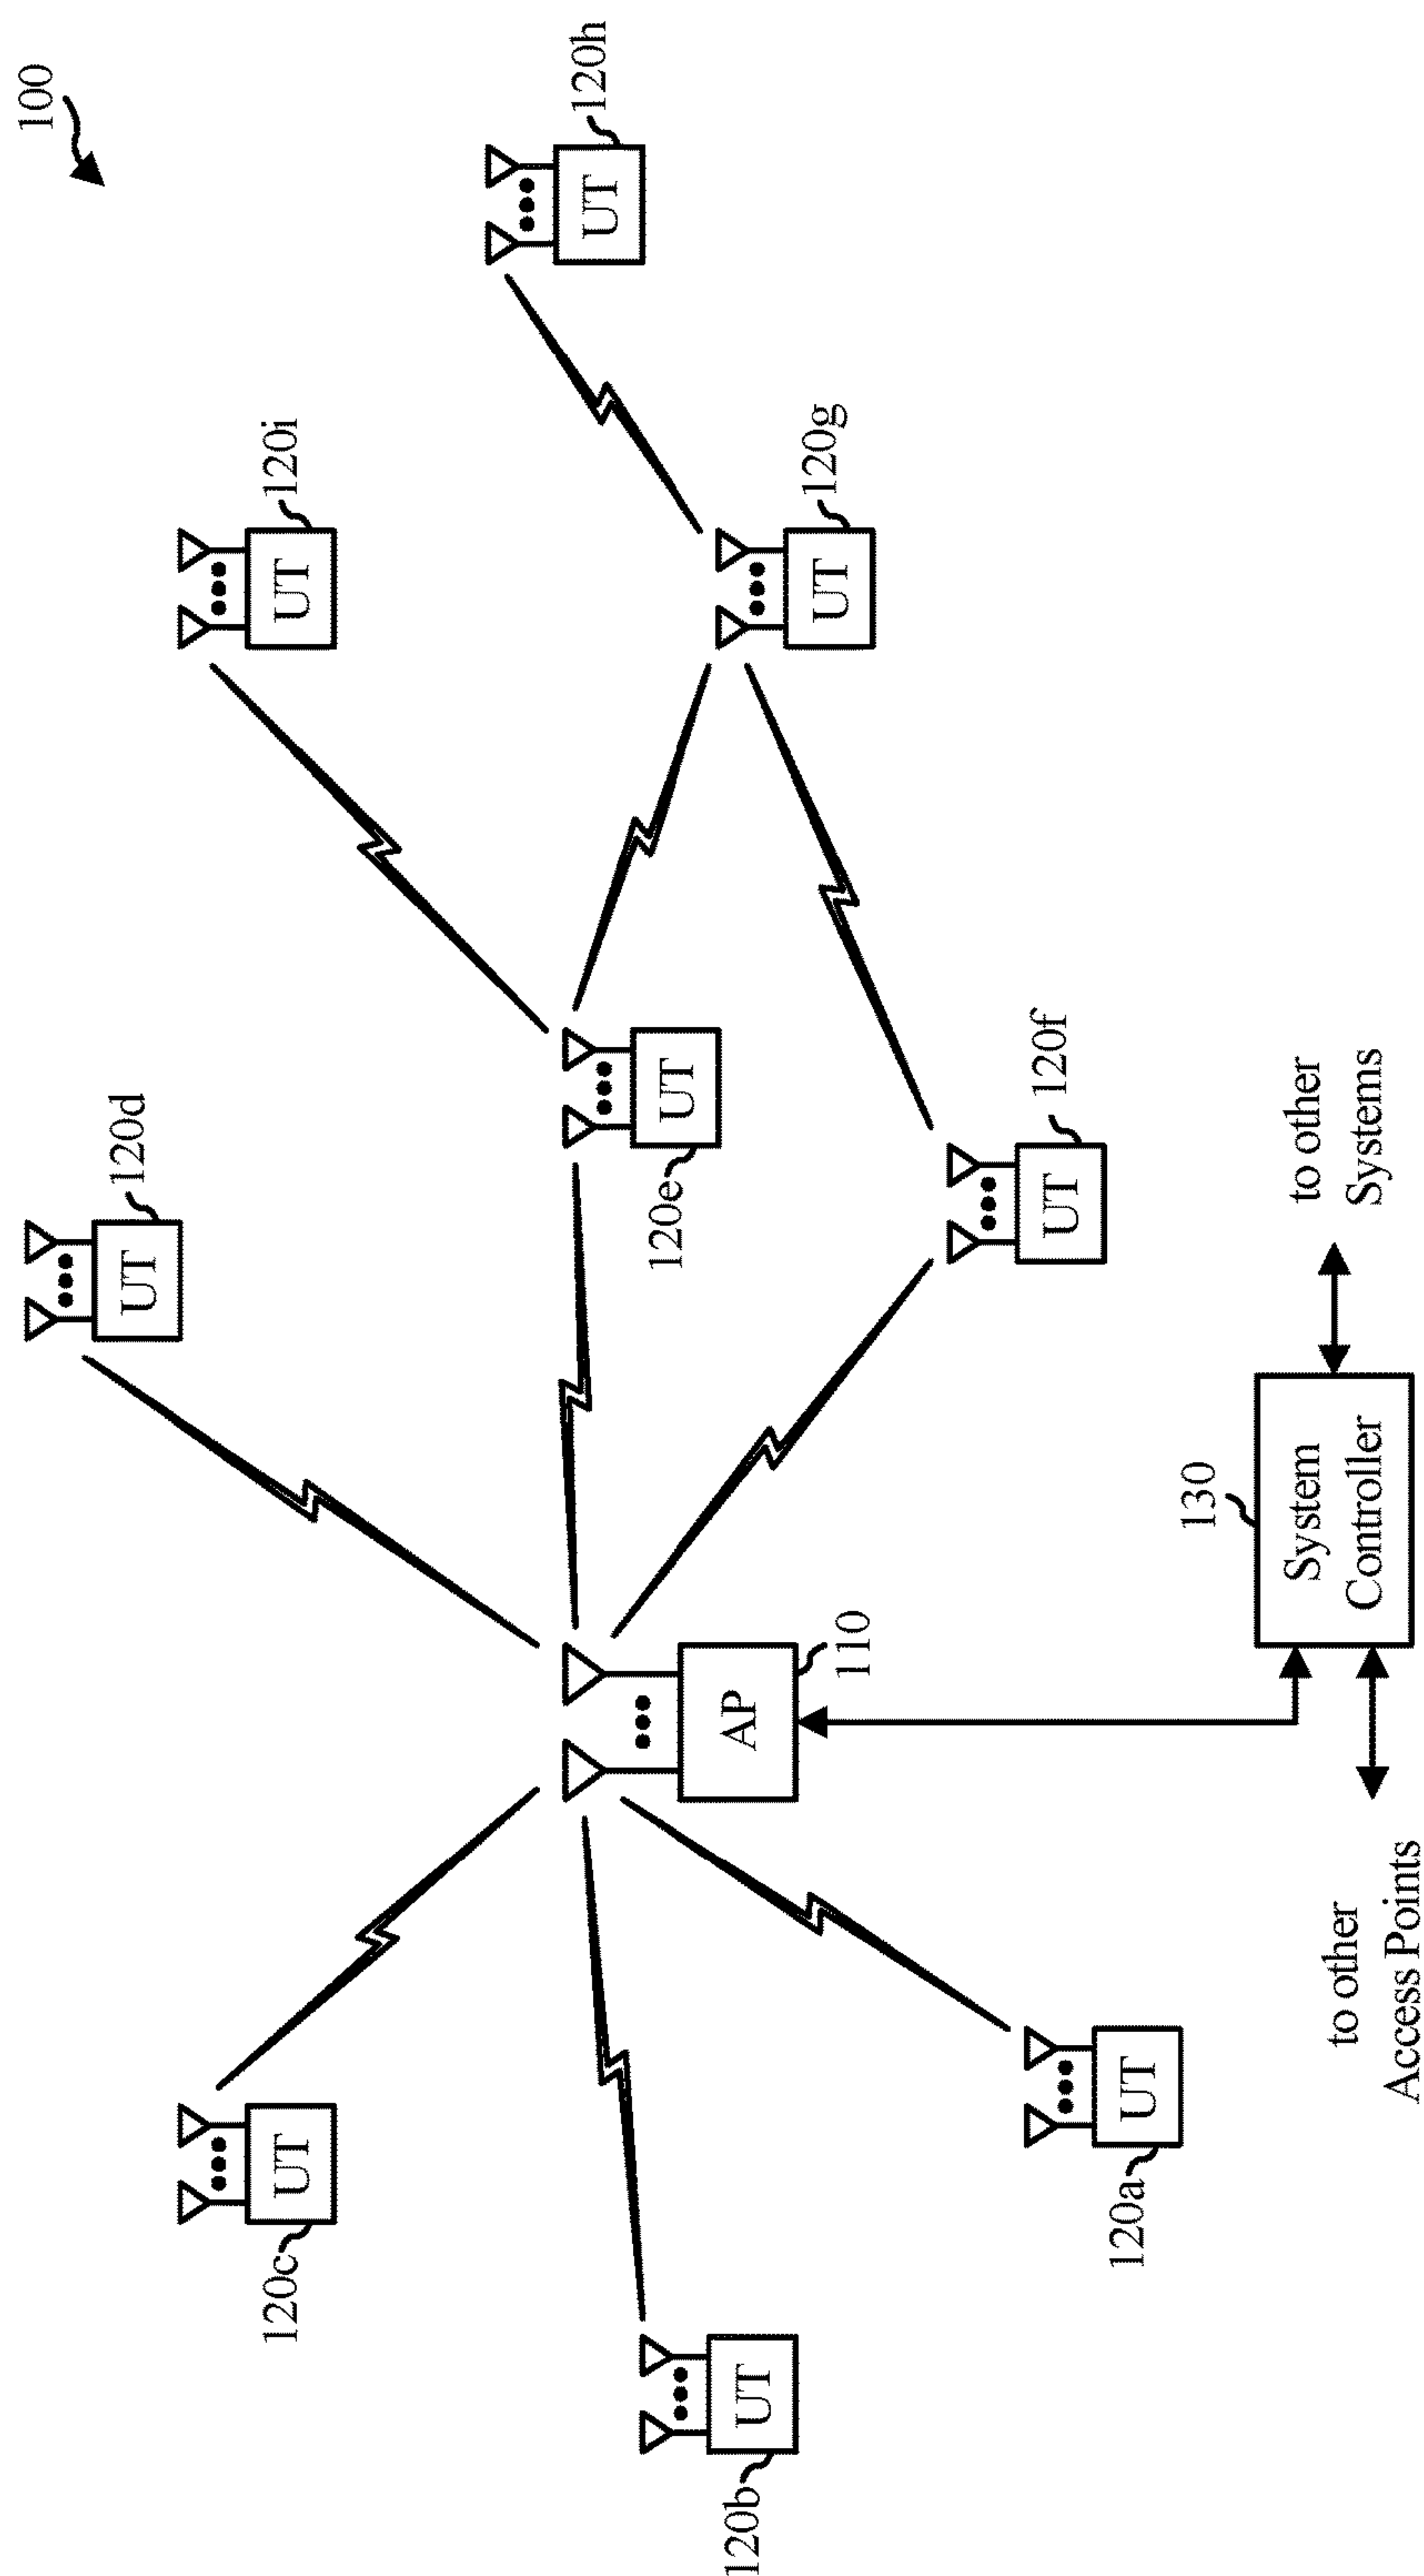 100
120d
UT
120i
UT
120c
UT
120h
UT
UT
120e
AP
110
UT
120b
UT
120g
UT
120f
UT
120a
130
System
Controller
to other
Systems
to other
Access Points